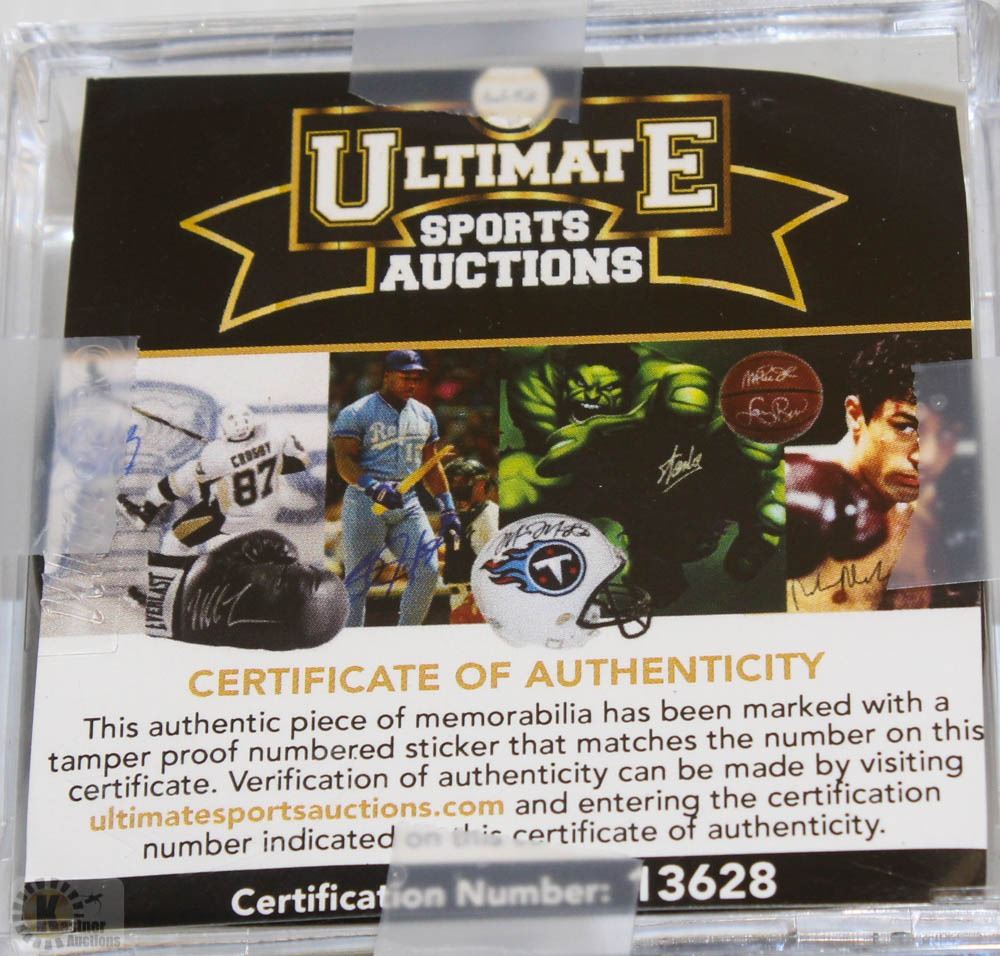 ULTIMATE
SPORTS
AUCTIONS
CROSBY
87
EVERLAST
CERTIFICATE OF AUTHENTICITY
This authentic piece of memorabilia has been marked with a
tamper proof numbered sticker that matches the number on this
certificate. Verification of authenticity can be made by visiting
ultimatesportsauctions.com and entering the certification
number indicated on this certificate of authenticity.
Certification Number: 13628
Kastner
Auctions